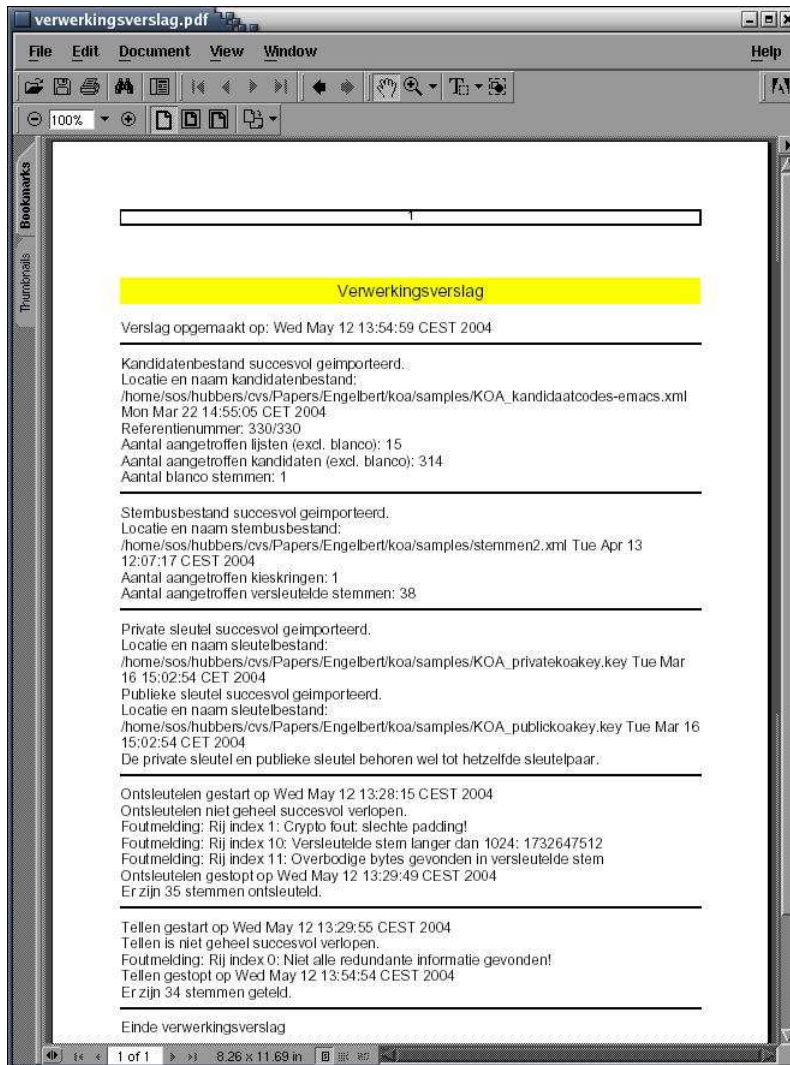 verwerkingsverslag.pdf
File Edit Document View Window Help
100%
Bookmarks
Thumbnails
1
Verwerkingsverslag
Verslag opgemaakt op: Wed May 12 13:54:59 CEST 2004
Kandidatenbestand succesvol geimporteerd.
Locatie en naam kandidatenbestand:
/home/sos/hubbers/cvs/Papers/Engelbert/koa/samples/KOA_kandidaatcodes-emacs.xml
Mon Mar 22 14:55:05 CET 2004
Referentienummer: 330/330
Aantal aangetroffen lijsten (excl. blanco): 15
Aantal aangetroffen kandidaten (excl. blanco): 314
Aantal blanco stemmen: 1
Stembusbestand succesvol geimporteerd.
Locatie en naam stembusbestand:
/home/sos/hubbers/cvs/Papers/Engelbert/koa/samples/stemmen2.xml Tue Apr 13
12:07:17 CEST 2004
Aantal aangetroffen kieskringen: 1
Aantal aangetroffen versleutelde stemmen: 38
Private sleutel succesvol geimporteerd.
Locatie en naam sleutelbestand:
/home/sos/hubbers/cvs/Papers/Engelbert/koa/samples/KOA_privatekoakey.key Tue Mar
16 15:02:54 CET 2004
Publieke sleutel succesvol geimporteerd.
Locatie en naam sleutelbestand:
/home/sos/hubbers/cvs/Papers/Engelbert/koa/samples/KOA_publickoakey.key Tue Mar 16
15:02:54 CET 2004
De private sleutel en publieke sleutel behoren wel tot hetzelfde sleutelpaar.
Ontsleutelen gestart op Wed May 12 13:28:15 CEST 2004
Ontsleutelen niet geheel succesvol verlopen.
Foutmelding: Rij index 1: Crypto fout: slechte padding!
Foutmelding: Rij index 10: Versleutelde stem langer dan 1024: 1732647512
Foutmelding: Rij index 11: Overbodige bytes gevonden in versleutelde stem
Ontsleutelen gestopt op Wed May 12 13:29:49 CEST 2004
Er zijn 35 stemmen ontsleuteld.
Tellen gestart op Wed May 12 13:29:55 CEST 2004
Tellen is niet geheel succesvol verlopen.
Foutmelding: Rij index 0: Niet alle redundante informatie gevonden!
Tellen gestopt op Wed May 12 13:54:54 CEST 2004
Er zijn 34 stemmen geteld.
Einde verwerkingsverslag
1 of 1 8.26 x 11.69 in